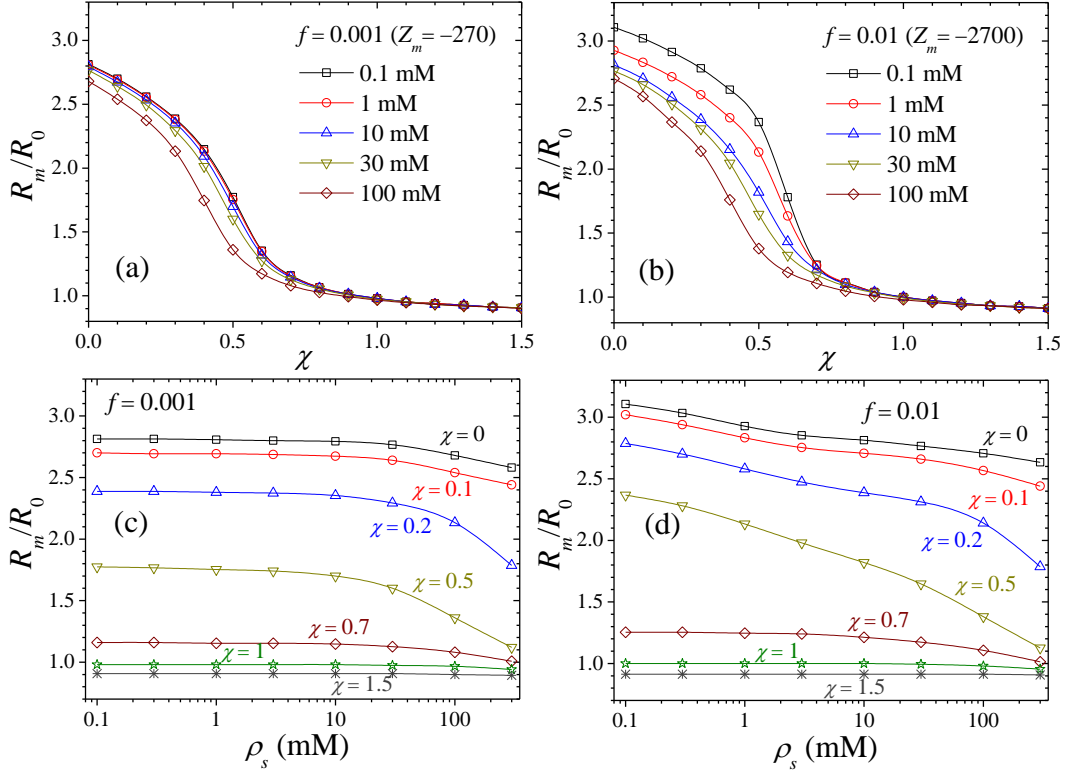 f = 0.001 (Z_m = −270)
0.1 mM
1 mM
10 mM
30 mM
100 mM
(a)
R_m/R_0
3.0
2.5
2.0
1.5
1.0
0.0 0.5 1.0 1.5
χ
f = 0.01 (Z_m = −2700)
0.1 mM
1 mM
10 mM
30 mM
100 mM
(b)
R_m/R_0
3.0
2.5
2.0
1.5
1.0
0.0 0.5 1.0 1.5
χ
f = 0.001
χ = 0
χ = 0.1
(c)
χ = 0.2
χ = 0.5
χ = 0.7
χ = 1
χ = 1.5
R_m/R_0
3.0
2.5
2.0
1.5
1.0
0.1 1 10 100
ρ_s (mM)
f = 0.01
χ = 0
χ = 0.1
(d)
χ = 0.2
χ = 0.5
χ = 0.7
χ = 1
χ = 1.5
R_m/R_0
3.0
2.5
2.0
1.5
1.0
0.1 1 10 100
ρ_s (mM)